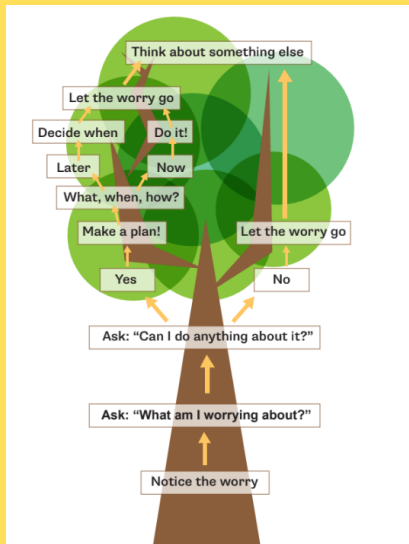 Think about something else
Let the worry go
Decide when
Do it!
Later
Now
What, when, how?
Make a plan!
Let the worry go
Yes
No
Ask: “Can I do anything about it?”
Ask: “What am I worrying about?”
Notice the worry